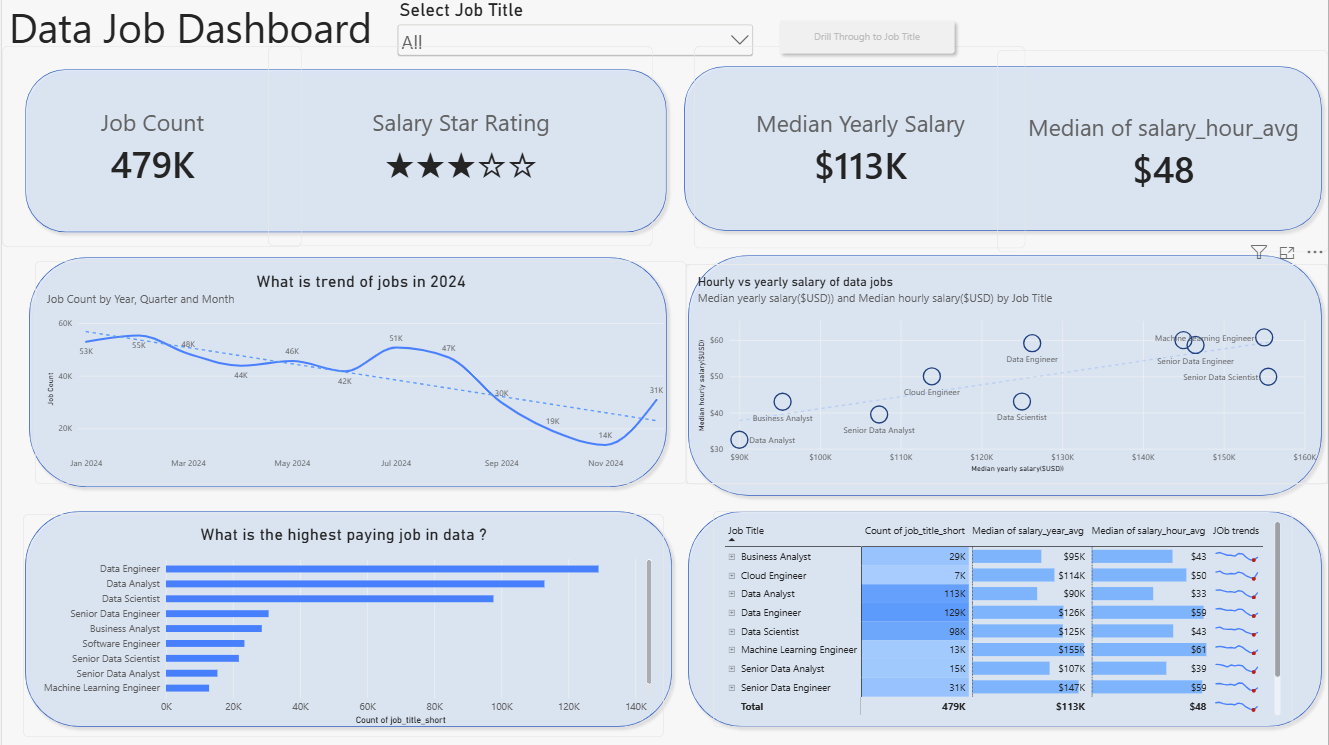 Data Job Dashboard
Select Job Title
All
Drill Through to Job Title
Job Count
479K
Salary Star Rating
★★★☆☆
Median Yearly Salary
$113K
Median of salary_hour_avg
$48
What is trend of jobs in 2024
Job Count by Year, Quarter and Month
Job Count
60K
40K
20K
53K
55K
48K
44K
46K
42K
51K
47K
30K
19K
14K
31K
Jan 2024
Mar 2024
May 2024
Jul 2024
Sep 2024
Nov 2024
Hourly vs yearly salary of data jobs
Median yearly salary($USD)) and Median hourly salary($USD) by Job Title
Median hourly salary($USD)
$60
$50
$40
$30
Machine Learning Engineer
Data Engineer
Senior Data Engineer
Senior Data Scientist
Cloud Engineer
Business Analyst
Data Scientist
Senior Data Analyst
Data Analyst
$90K
$100K
$110K
$120K
$130K
$140K
$150K
$160K
Median yearly salary($USD))
What is the highest paying job in data ?
Data Engineer
Data Analyst
Data Scientist
Senior Data Engineer
Business Analyst
Software Engineer
Senior Data Scientist
Senior Data Analyst
Machine Learning Engineer
0K 20K 40K 60K 80K 100K 120K 140K
Count of job_title_short
Job Title Count of job_title_short Median of salary_year_avg Median of salary_hour_avg JOb trends
Business Analyst 29K $95K $43
Cloud Engineer 7K $114K $50
Data Analyst 113K $90K $33
Data Engineer 129K $126K $59
Data Scientist 98K $125K $43
Machine Learning Engineer 13K $155K $61
Senior Data Analyst 15K $107K $39
Senior Data Engineer 31K $147K $59
Total 479K $113K $48